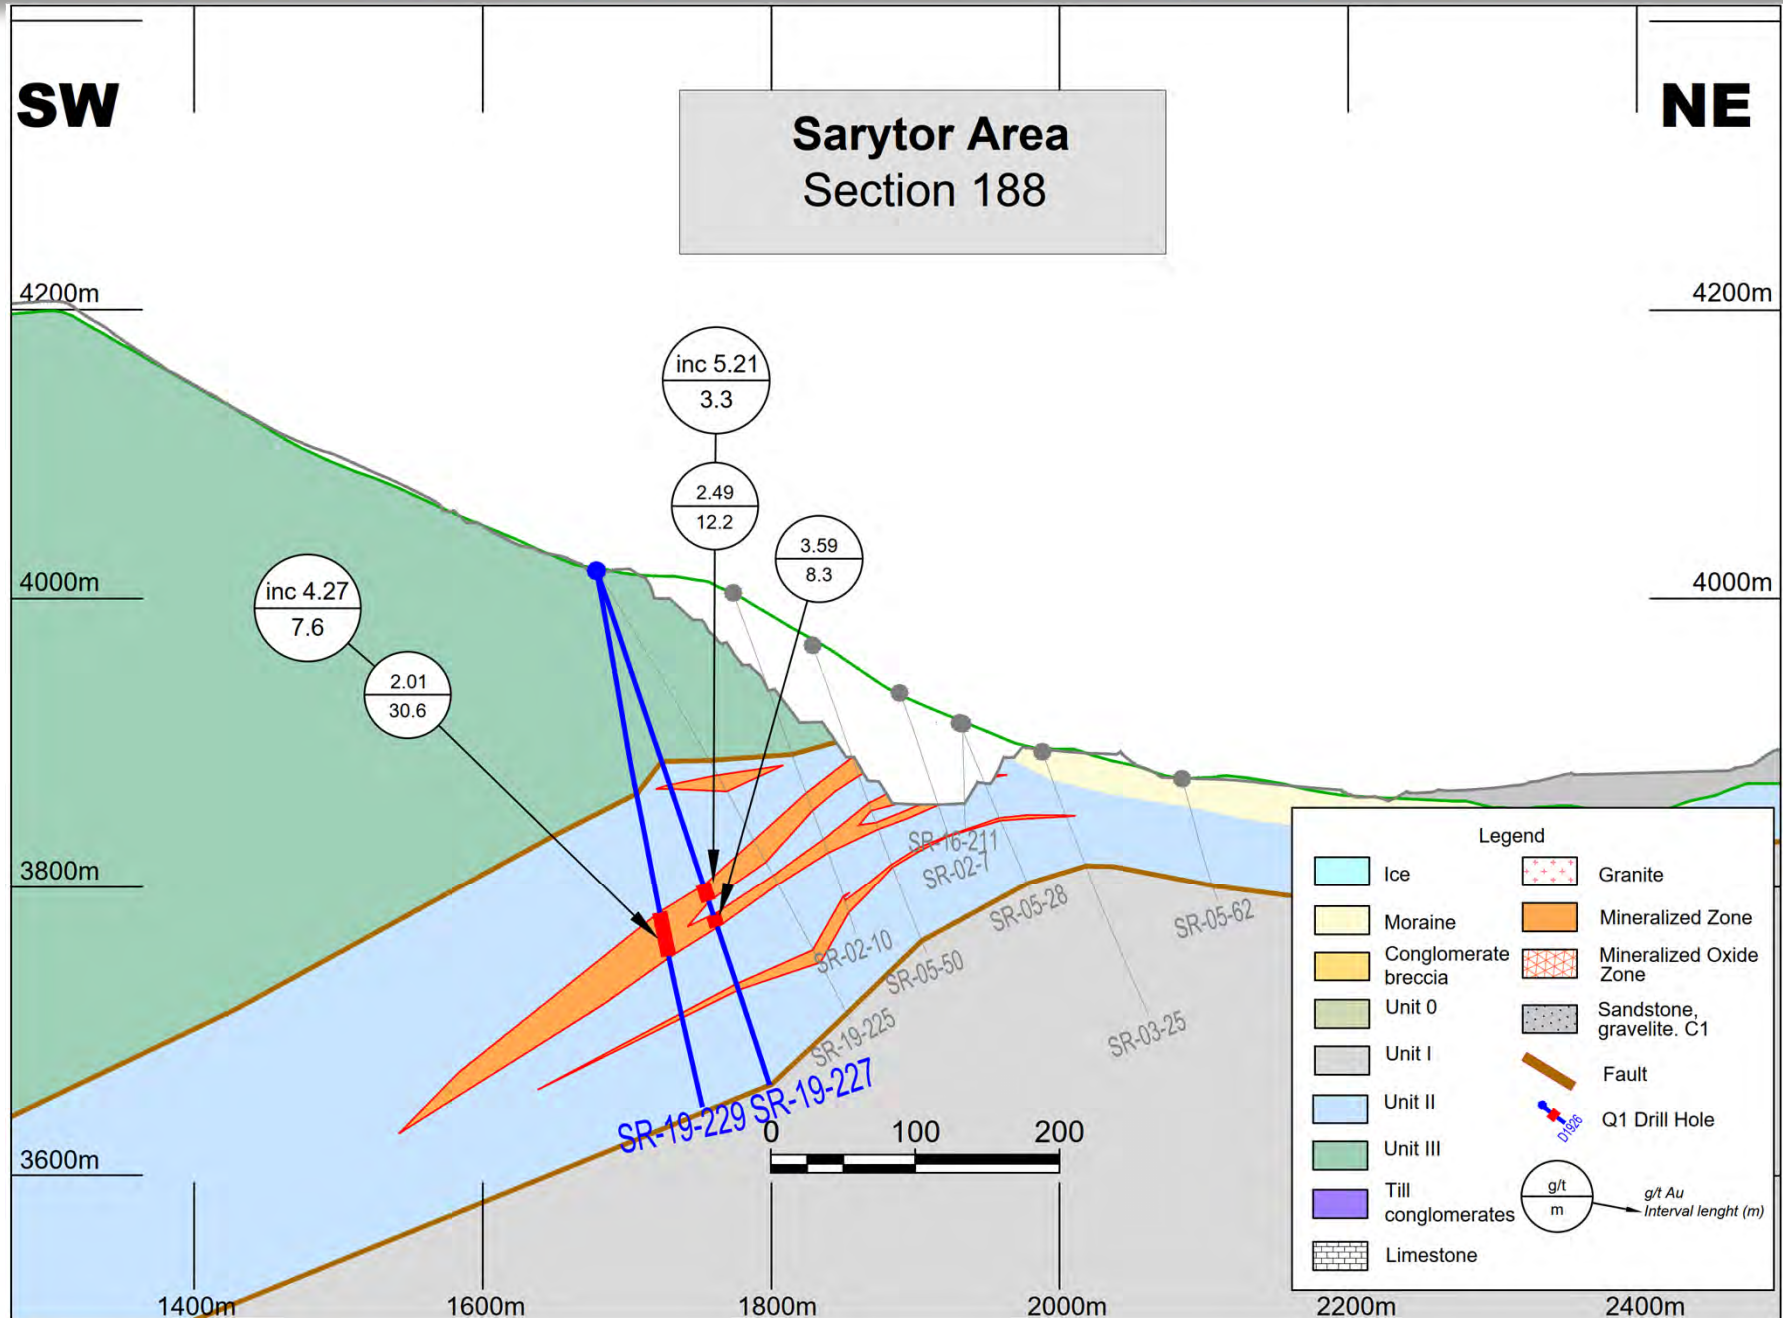 SW
NE
Sarytor Area
Section 188
4200m
4200m
inc 5.21
3.3
2.49
12.2
3.59
8.3
4000m
4000m
inc 4.27
7.6
2.01
30.6
3800m
3600m
SR-16-211
SR-02-7
SR-05-28
SR-05-62
SR-02-10
SR-05-50
SR-19-225
SR-03-25
SR-19-229
SR-19-227
0
100
200
1400m
1600m
1800m
2000m
2200m
2400m
Legend
Ice
Moraine
Conglomerate
breccia
Unit 0
Unit I
Unit II
Unit III
Till
conglomerates
Limestone
Granite
Mineralized Zone
Mineralized Oxide
Zone
Sandstone,
gravelite. C1
Fault
D1926
Q1 Drill Hole
g/t
m
g/t Au
Interval lenght (m)